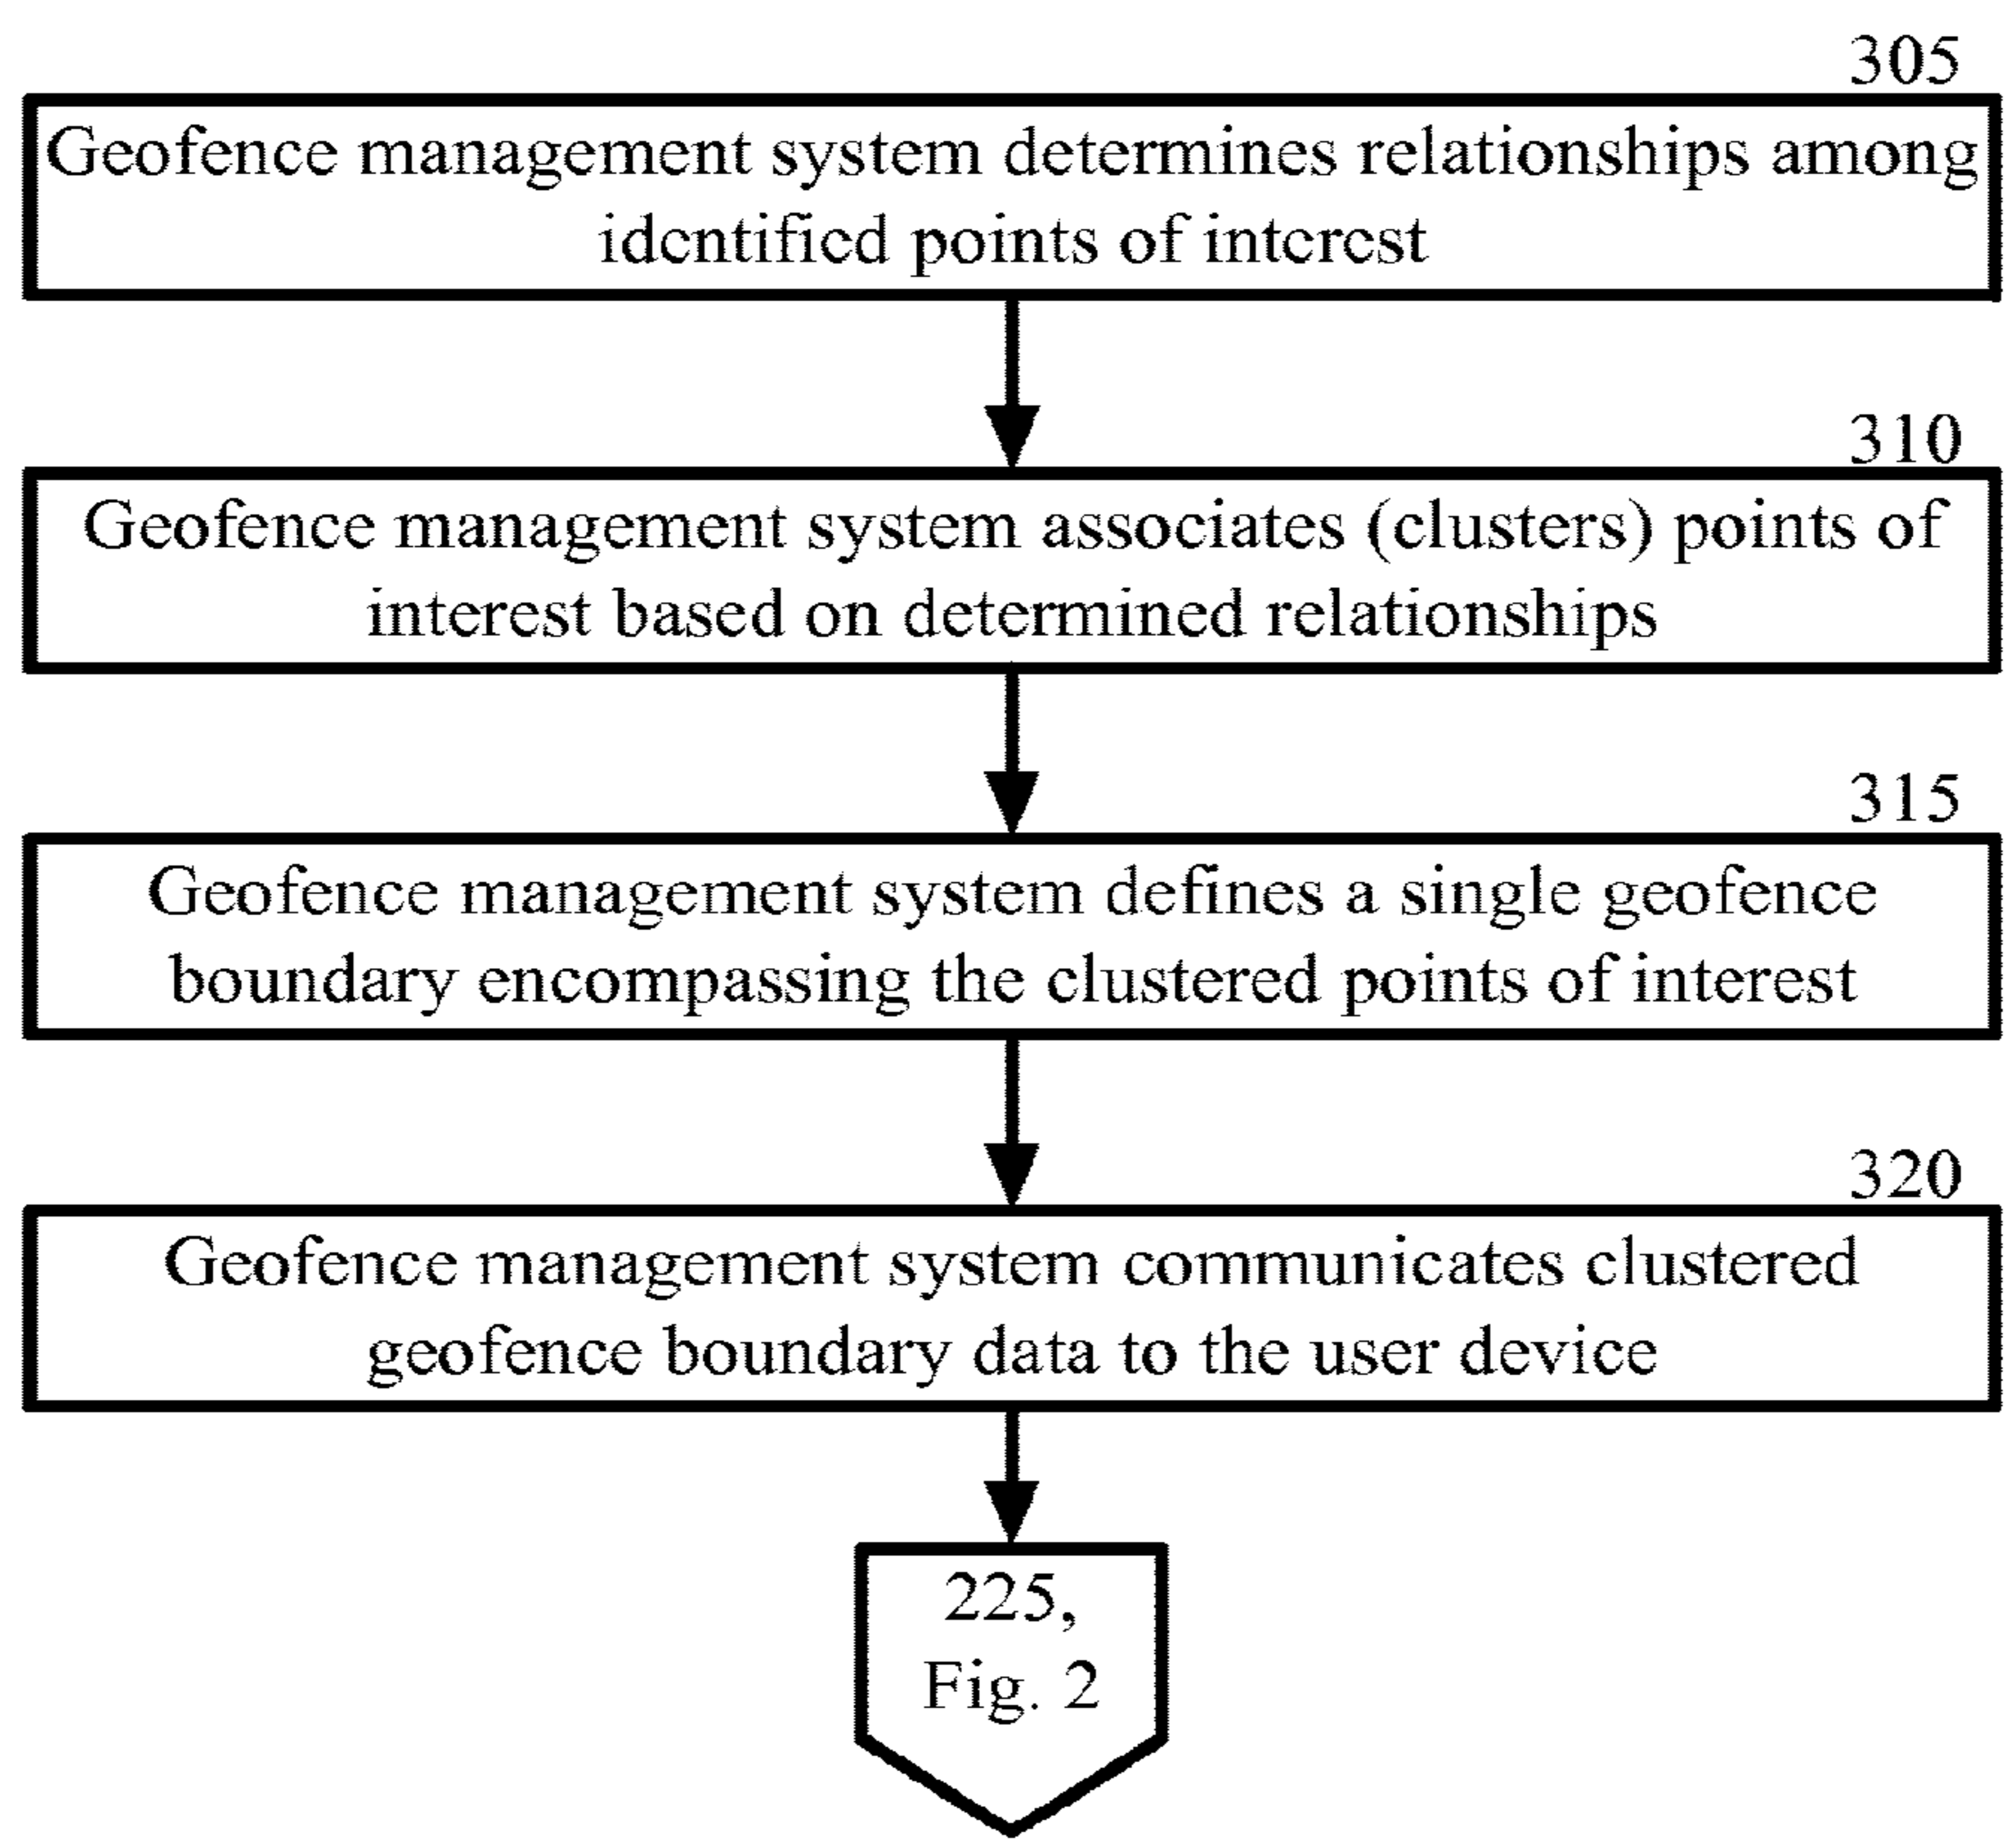 305
Geofence management system determines relationships among
identified points of interest
310
Geofence management system associates (clusters) points of
interest based on determined relationships
315
Geofence management system defines a single geofence
boundary encompassing the clustered points of interest
320
Geofence management system communicates clustered
geofence boundary data to the user device
225,
Fig. 2